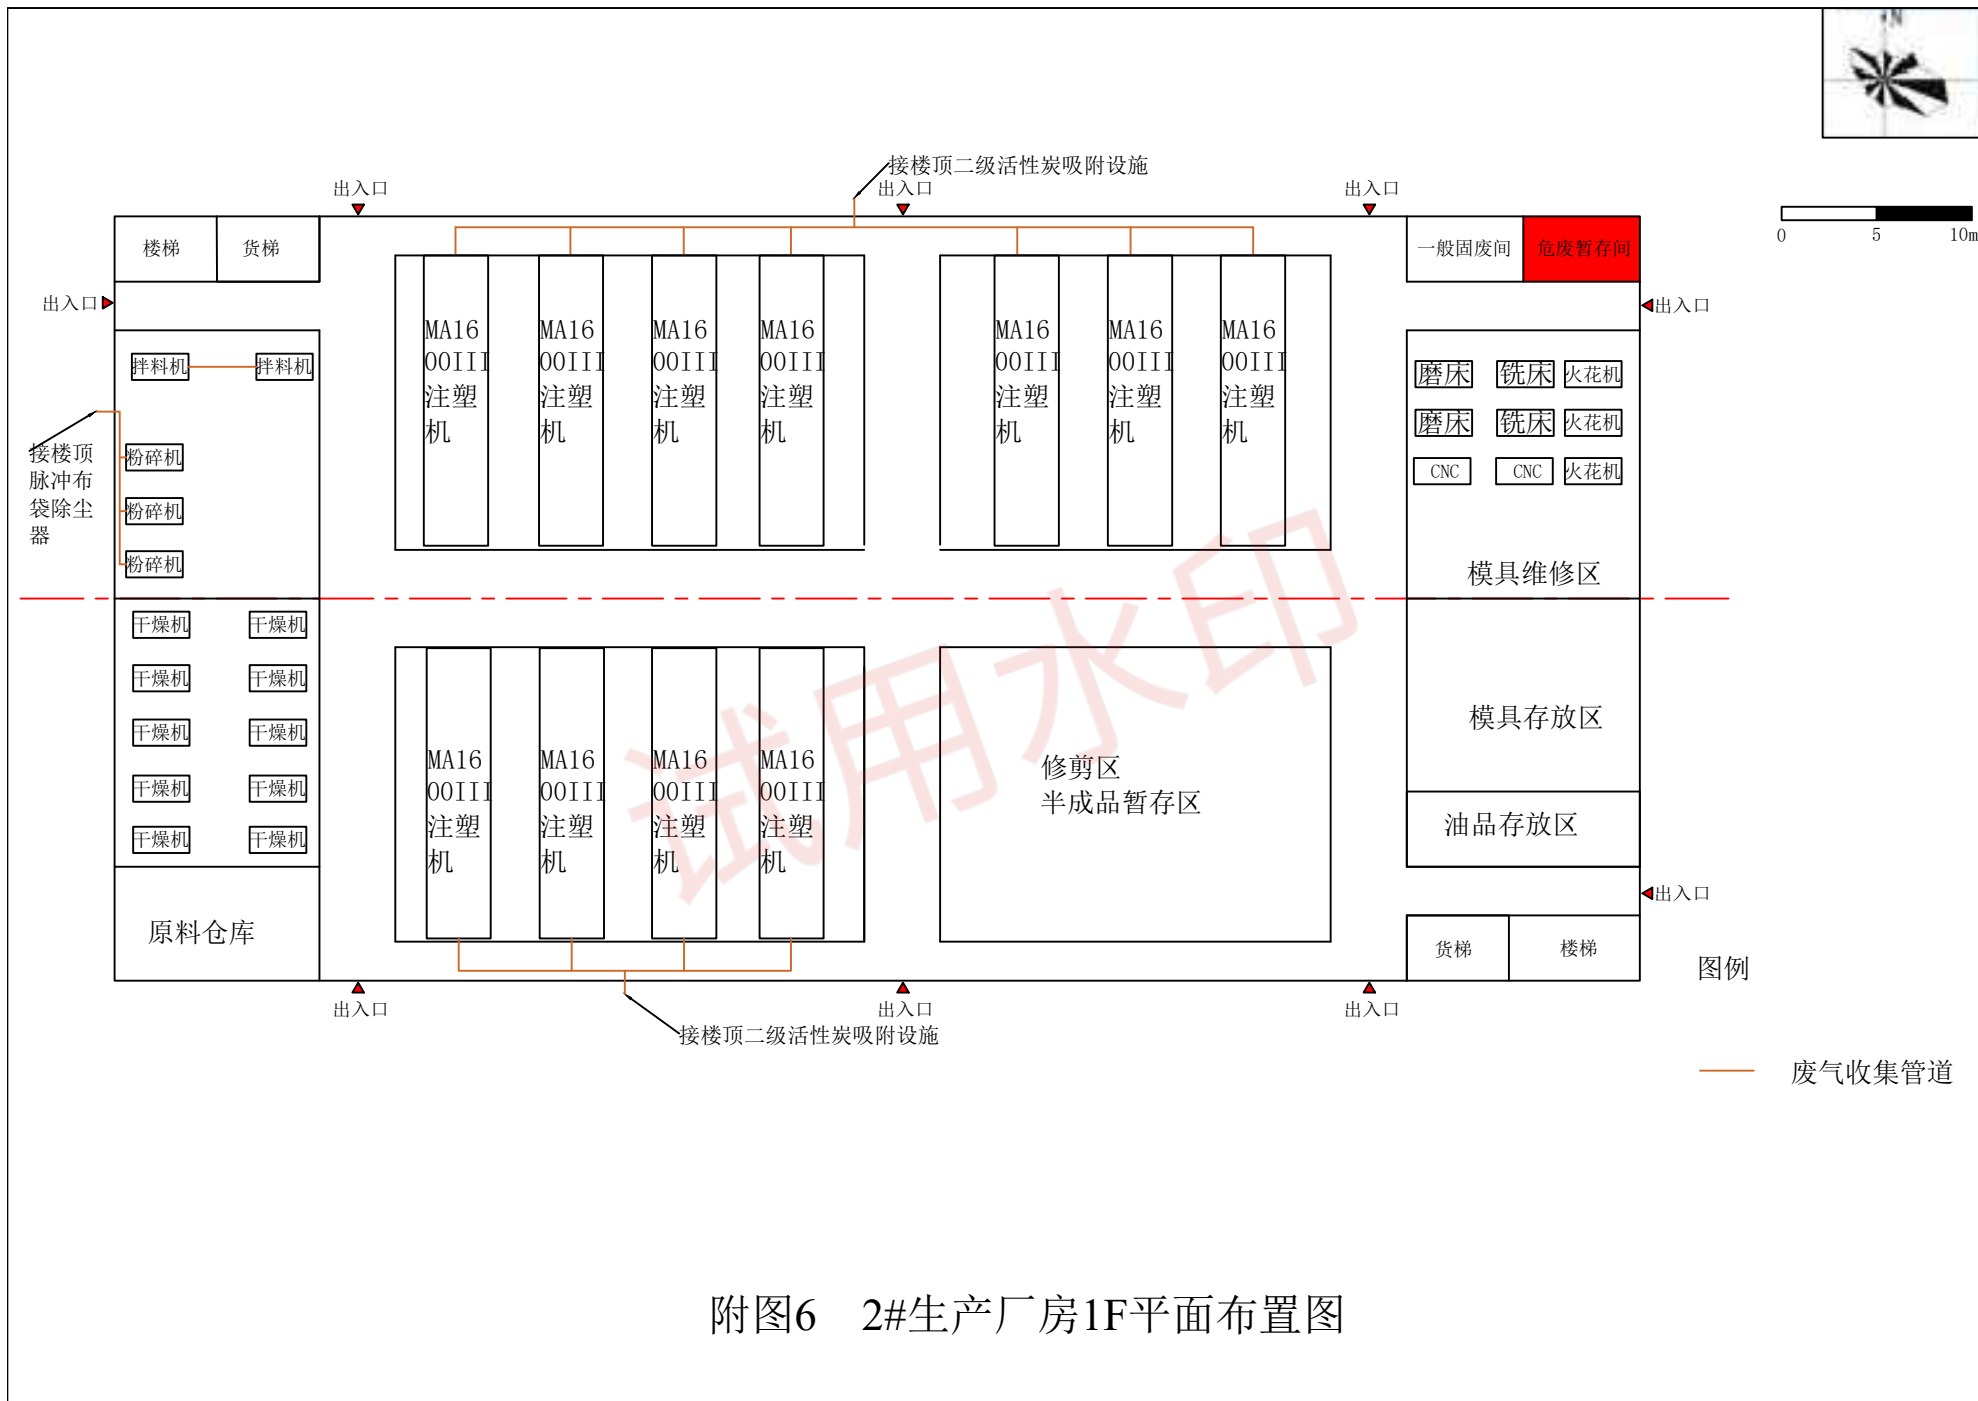 N
接楼顶二级活性炭吸附设施
出入口
出入口
出入口
0
5
10m
楼梯
货梯
一般固废间
危废暂存间
出入口
出入口
拌料机
拌料机
MA16
00III
注塑
机
MA16
00III
注塑
机
MA16
00III
注塑
机
MA16
00III
注塑
机
MA16
00III
注塑
机
MA16
00III
注塑
机
MA16
00III
注塑
机
磨床
铣床
火花机
磨床
铣床
火花机
CNC
CNC
火花机
接楼顶
脉冲布
袋除尘
器
粉碎机
粉碎机
粉碎机
模具维修区
干燥机
干燥机
干燥机
干燥机
干燥机
干燥机
干燥机
干燥机
干燥机
干燥机
MA16
00III
注塑
机
MA16
00III
注塑
机
MA16
00III
注塑
机
MA16
00III
注塑
机
修剪区
半成品暂存区
模具存放区
油品存放区
试用水印
原料仓库
出入口
货梯
楼梯
图例
出入口
出入口
出入口
接楼顶二级活性炭吸附设施
废气收集管道
附图6 2#生产厂房1F平面布置图